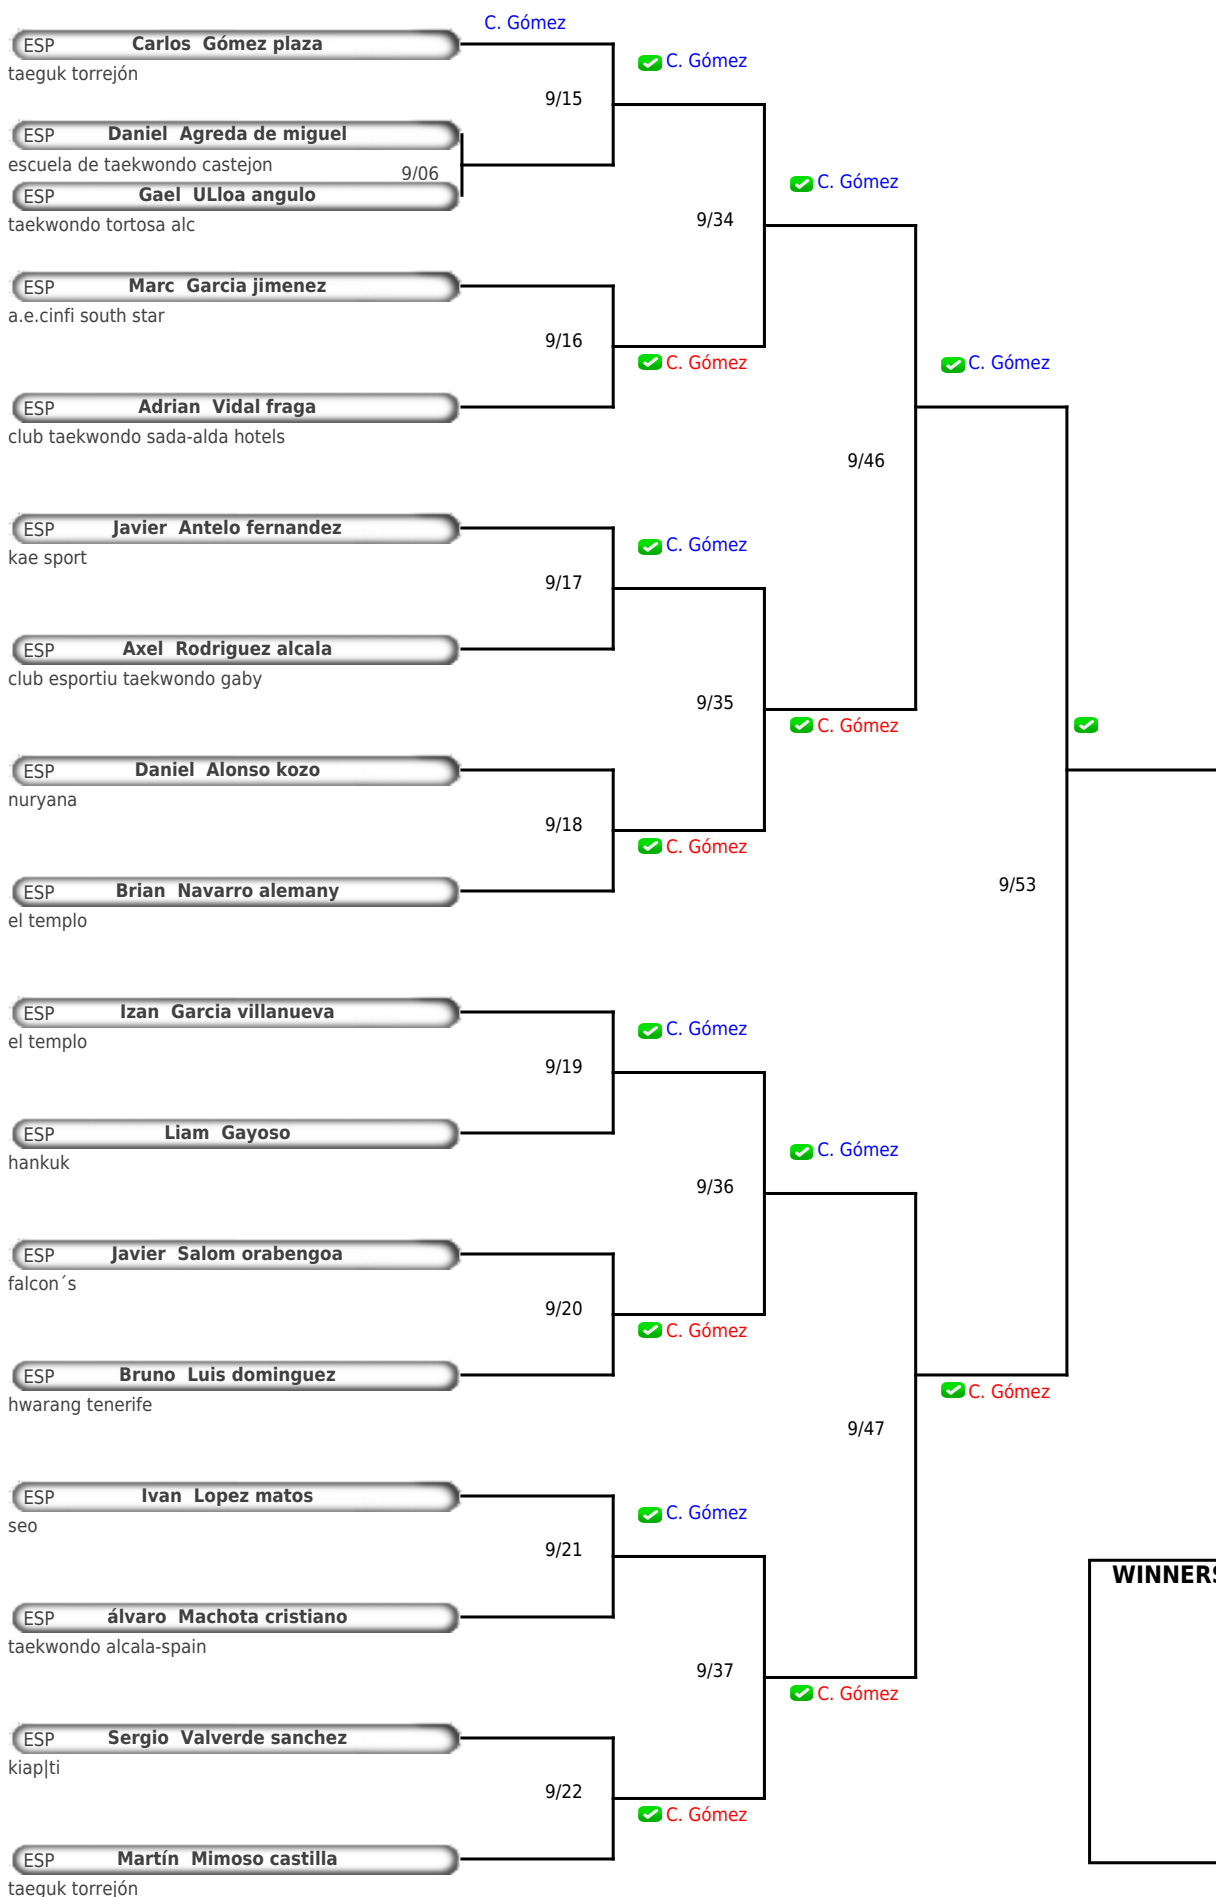 C. Gómez
ESP Carlos Gómez plaza
taeguk torrejón
C. Gómez
9/15
ESP Daniel Agreda de miguel
escuela de taekwondo castejon
9/06
ESP Gael ULloa angulo
taekwondo tortosa alc
C. Gómez
9/34
ESP Marc Garcia jimenez
a.e.cinfi south star
9/16
C. Gómez
C. Gómez
ESP Adrian Vidal fraga
club taekwondo sada-alda hotels
9/46
ESP Javier Antelo fernandez
kae sport
C. Gómez
9/17
ESP Axel Rodriguez alcala
club esportiu taekwondo gaby
9/35
C. Gómez
ESP Daniel Alonso kozo
nuryana
9/18
C. Gómez
ESP Brian Navarro alemany
el templo
9/53
ESP Izan Garcia villanueva
el templo
C. Gómez
9/19
ESP Liam Gayoso
hankuk
C. Gómez
9/36
ESP Javier Salom orabengoa
falcon´s
9/20
C. Gómez
ESP Bruno Luis dominguez
hwarang tenerife
C. Gómez
9/47
ESP Ivan Lopez matos
seo
C. Gómez
9/21
WINNERS
ESP álvaro Machota cristiano
taekwondo alcala-spain
9/37
C. Gómez
ESP Sergio Valverde sanchez
kiap|ti
9/22
C. Gómez
ESP Martín Mimoso castilla
taeguk torrejón